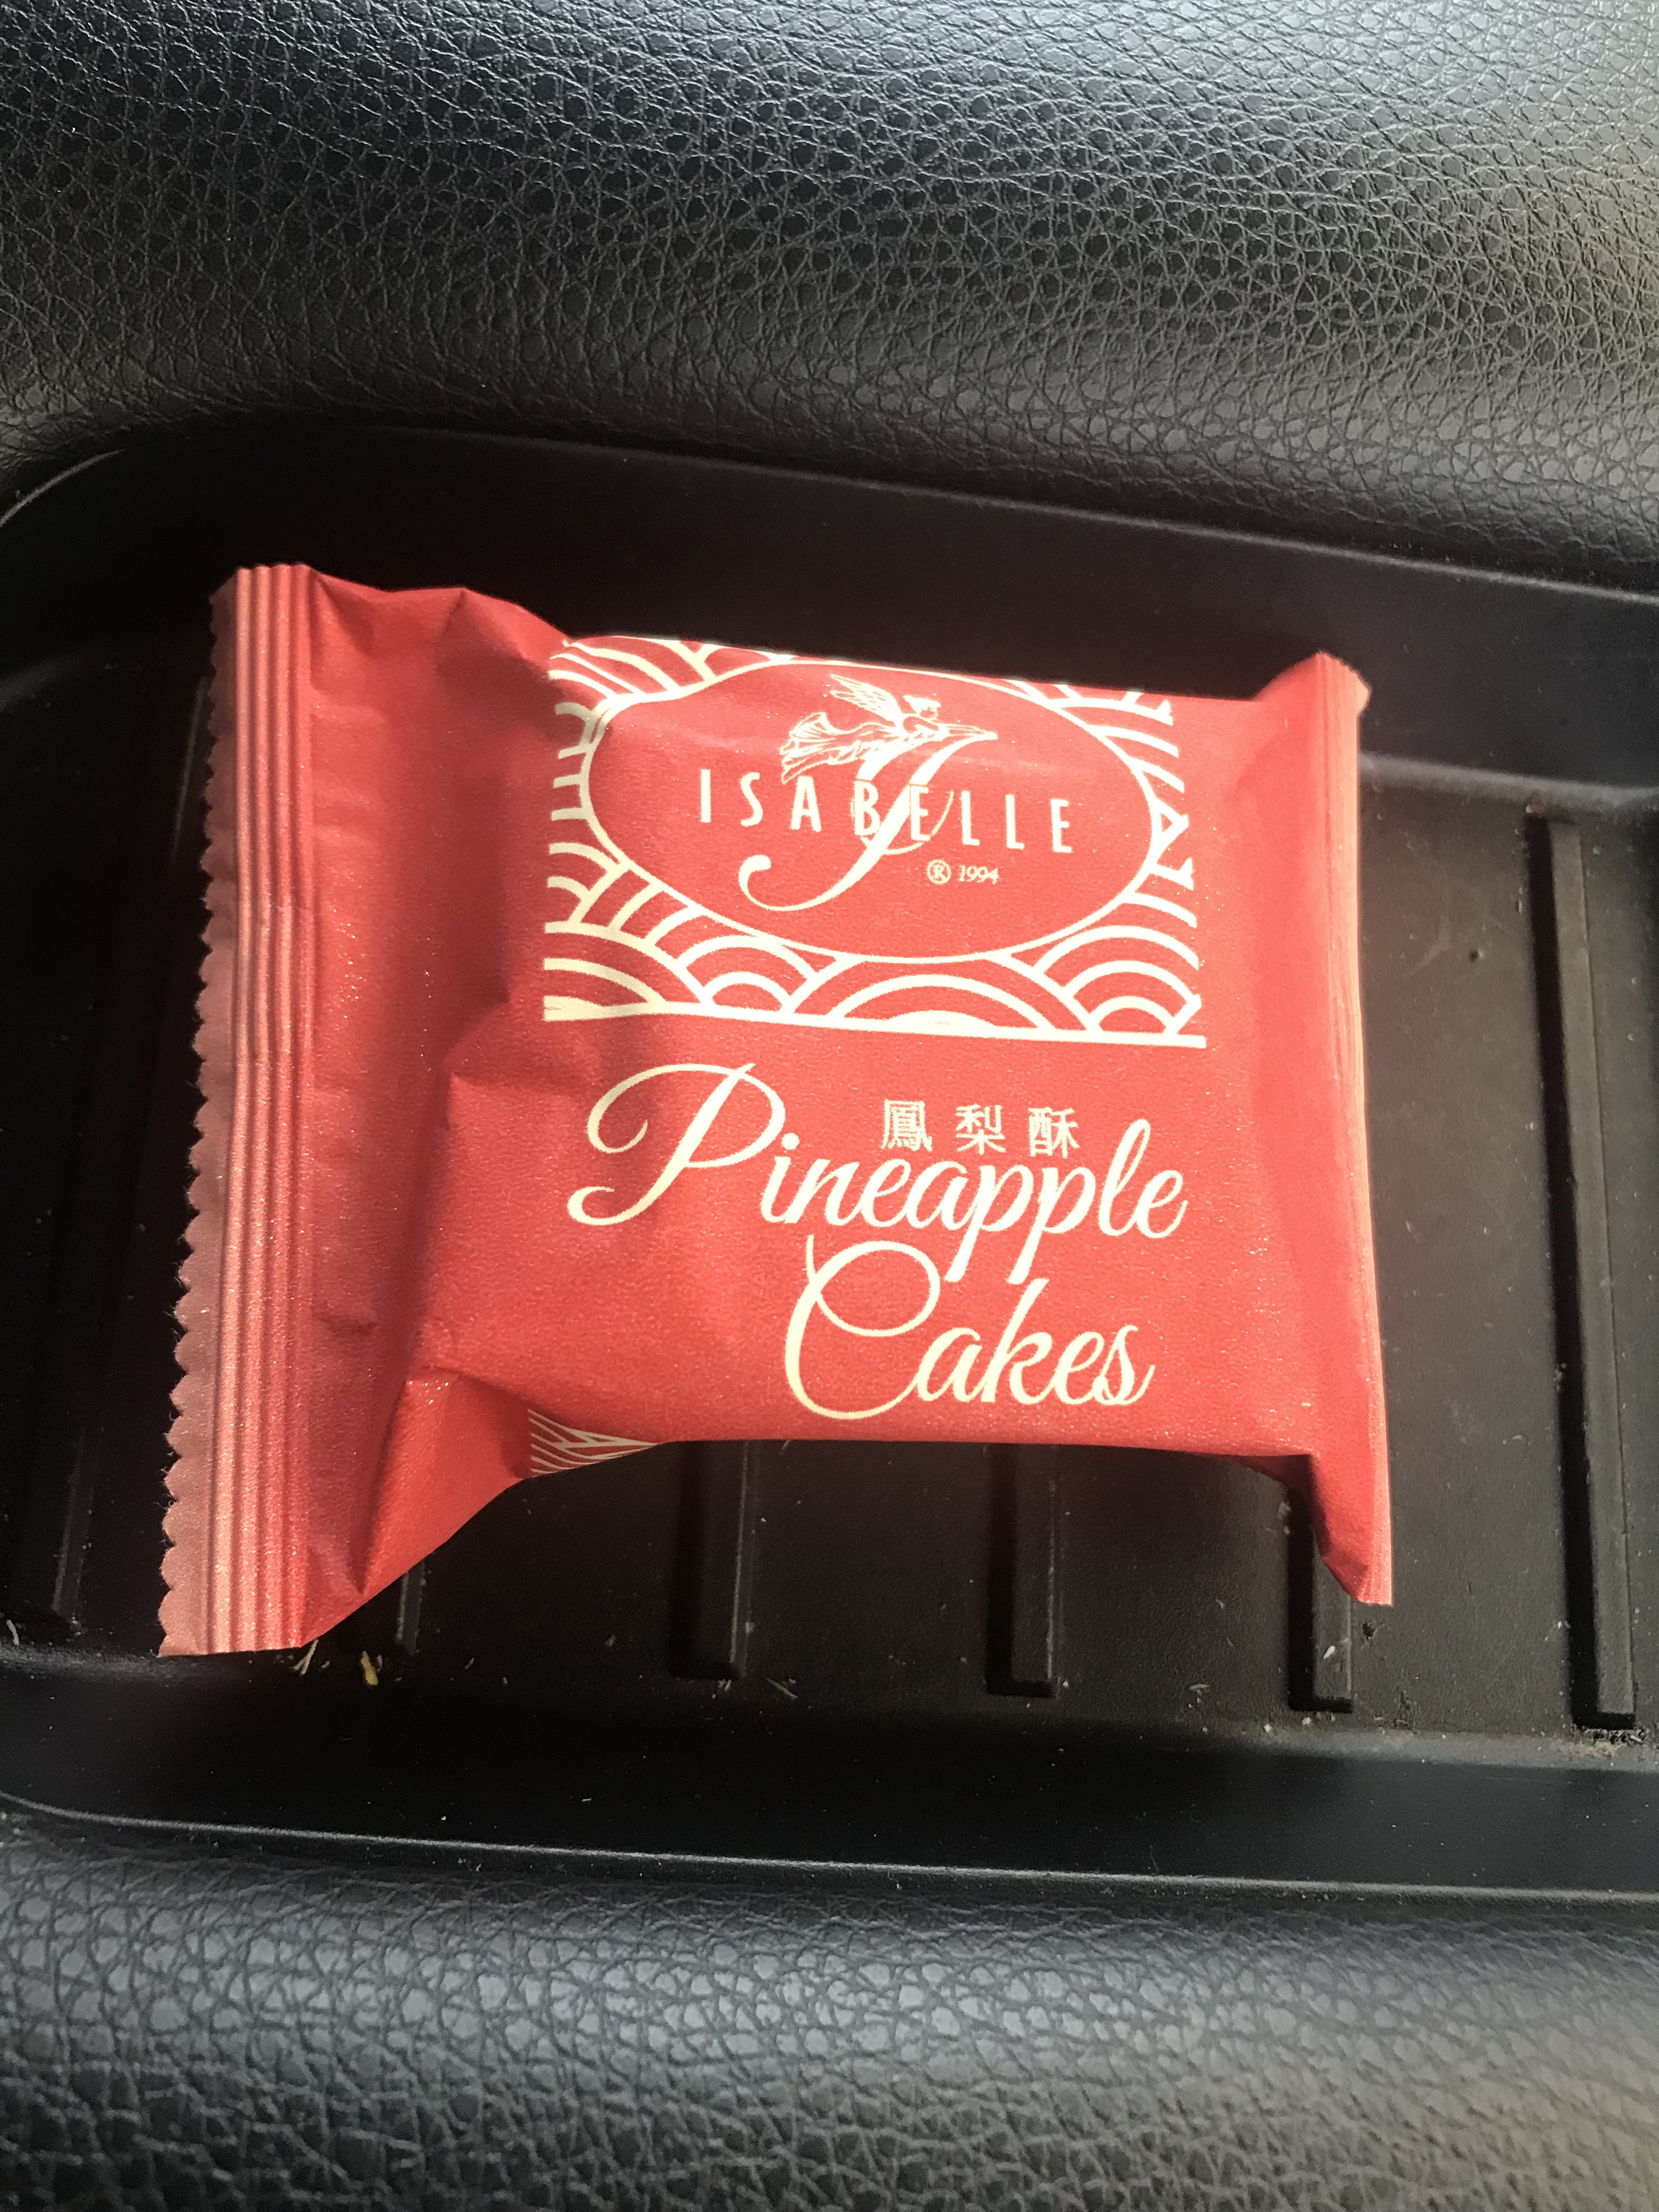 ISABELLE
® 1994
鳳梨酥
Pineapple
Cakes